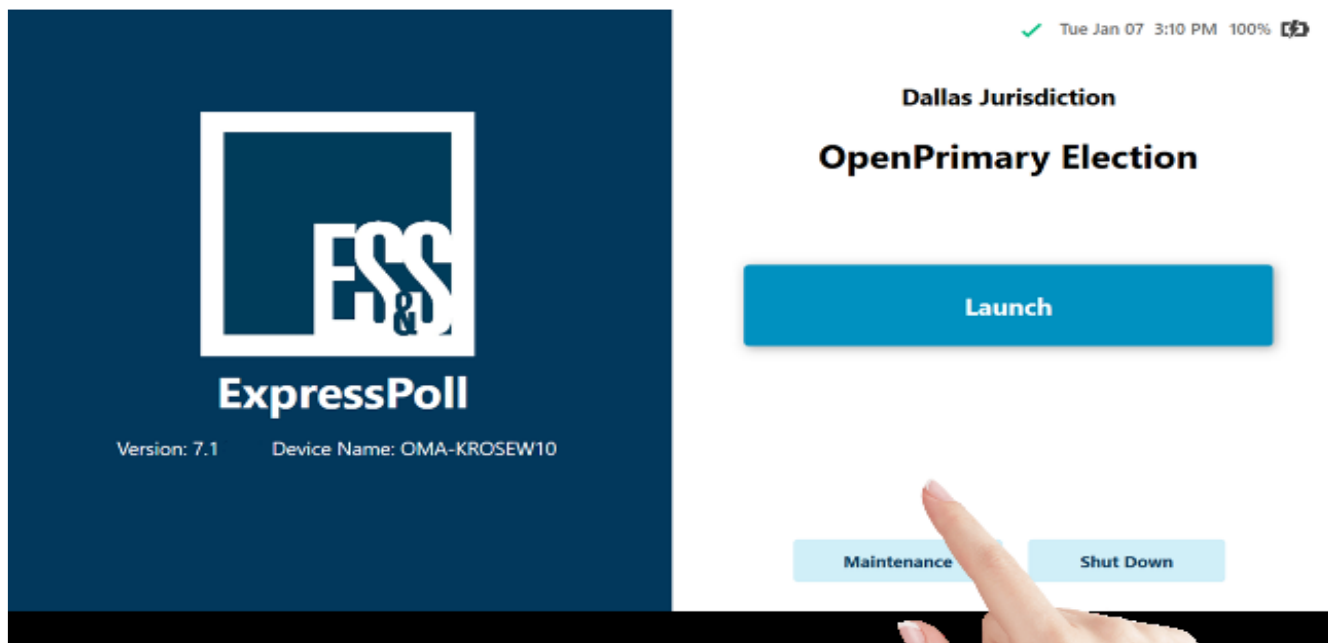 Tue Jan 07 3:10 PM 100%
Dallas Jurisdiction
OpenPrimary Election
ES&S
ExpressPoll
Version: 7.1 Device Name: OMA-KROSEW10
Launch
Maintenance Shut Down